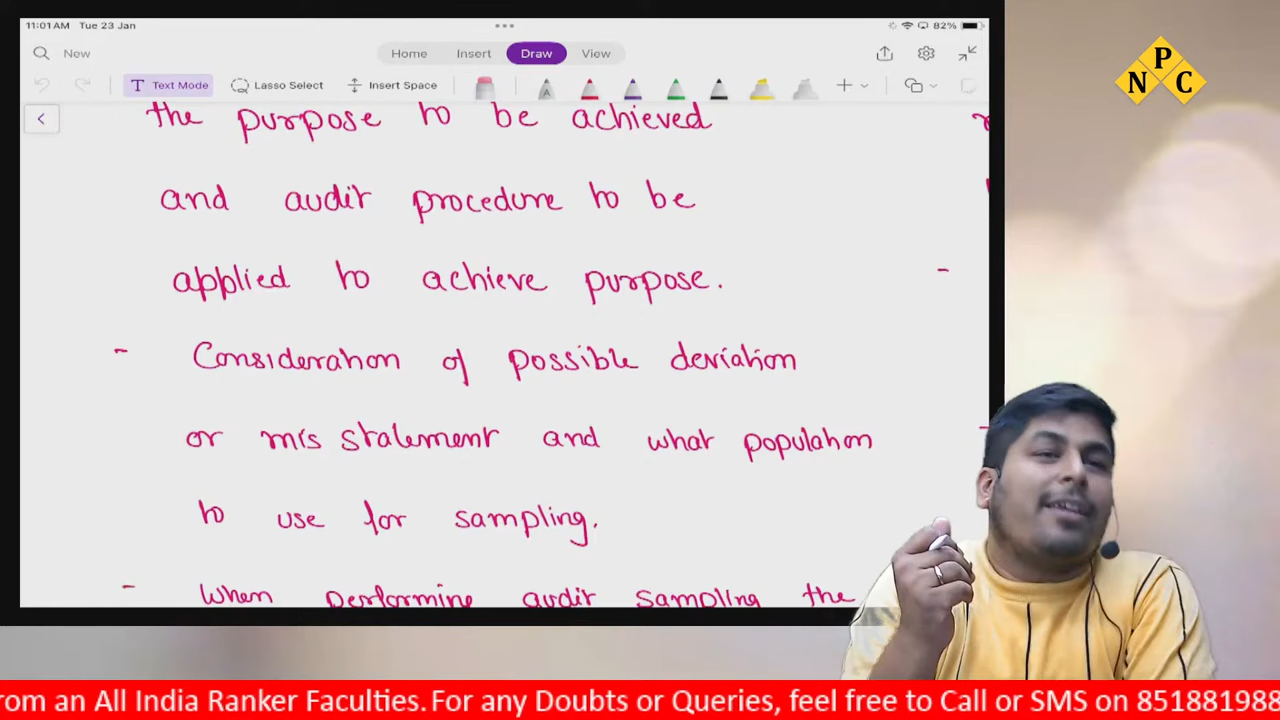 11:01 AM Tue 23 Jan
82%
New
Home Insert Draw View
Text Mode Lasso Select Insert Space
the purpose to be achieved
and audit procedure to be
applied to achieve purpose.
- Consideration of possible deviation
or mis statement and what population
to use for sampling.
- When performing audit sampling the
N P C
rom an All India Ranker Faculties. For any Doubts or Queries, feel free to Call or SMS on 851881988